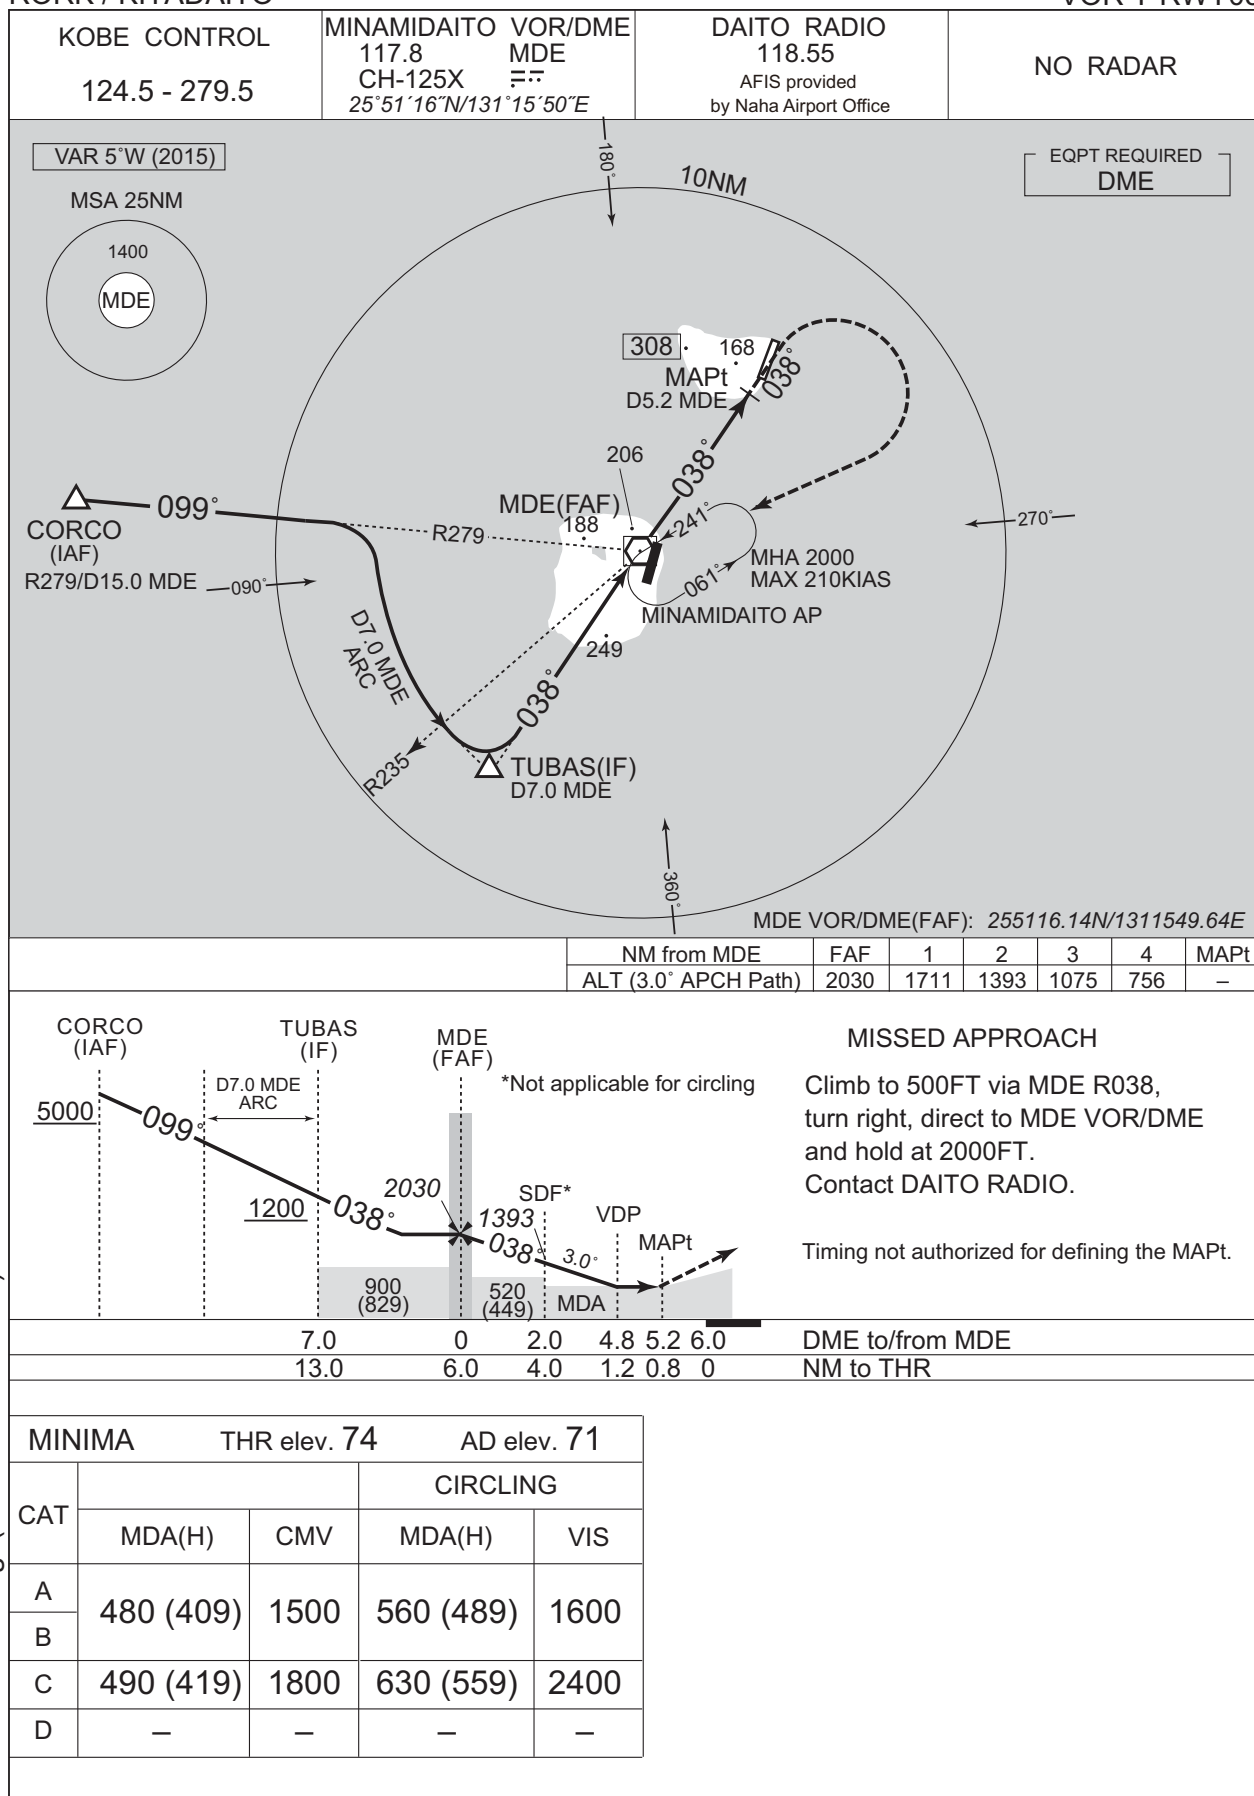 KOBE CONTROL
124.5 - 279.5
MINAMIDAITO VOR/DME
117.8 MDE
CH-125X
25°51´16˝N/131°15´50˝E
DAITO RADIO
118.55
AFIS provided
by Naha Airport Office
NO RADAR
VAR 5°W (2015)
MSA 25NM
1400
MDE
EQPT REQUIRED
DME
180°
10NM
308
168
MAPt
D5.2 MDE
038°
206
038°
MDE(FAF)
188
099°
CORCO
(IAF)
R279/D15.0 MDE
R279
241°
270°
090°
061°
MHA 2000
MAX 210KIAS
MINAMIDAITO AP
249
D7.0 MDE
ARC
038°
R235
TUBAS(IF)
D7.0 MDE
360°
MDE VOR/DME(FAF): 255116.14N/1311549.64E
NM from MDE FAF 1 2 3 4 MAPt
ALT (3.0° APCH Path) 2030 1711 1393 1075 756 –
CORCO
(IAF)
TUBAS
(IF)
MDE
(FAF)
D7.0 MDE
ARC
*Not applicable for circling
5000
099°
1200
038°
2030
1393
SDF*
038°
3.0°
VDP
MAPt
900
(829)
520
(449)
MDA
MISSED APPROACH
Climb to 500FT via MDE R038,
turn right, direct to MDE VOR/DME
and hold at 2000FT.
Contact DAITO RADIO.
Timing not authorized for defining the MAPt.
7.0 0 2.0 4.8 5.2 6.0 DME to/from MDE
13.0 6.0 4.0 1.2 0.8 0 NM to THR
MINIMA THR elev. 74 AD elev. 71
CAT CIRCLING
MDA(H) CMV MDA(H) VIS
A
B
480 (409) 1500 560 (489) 1600
C 490 (419) 1800 630 (559) 2400
D – – – –